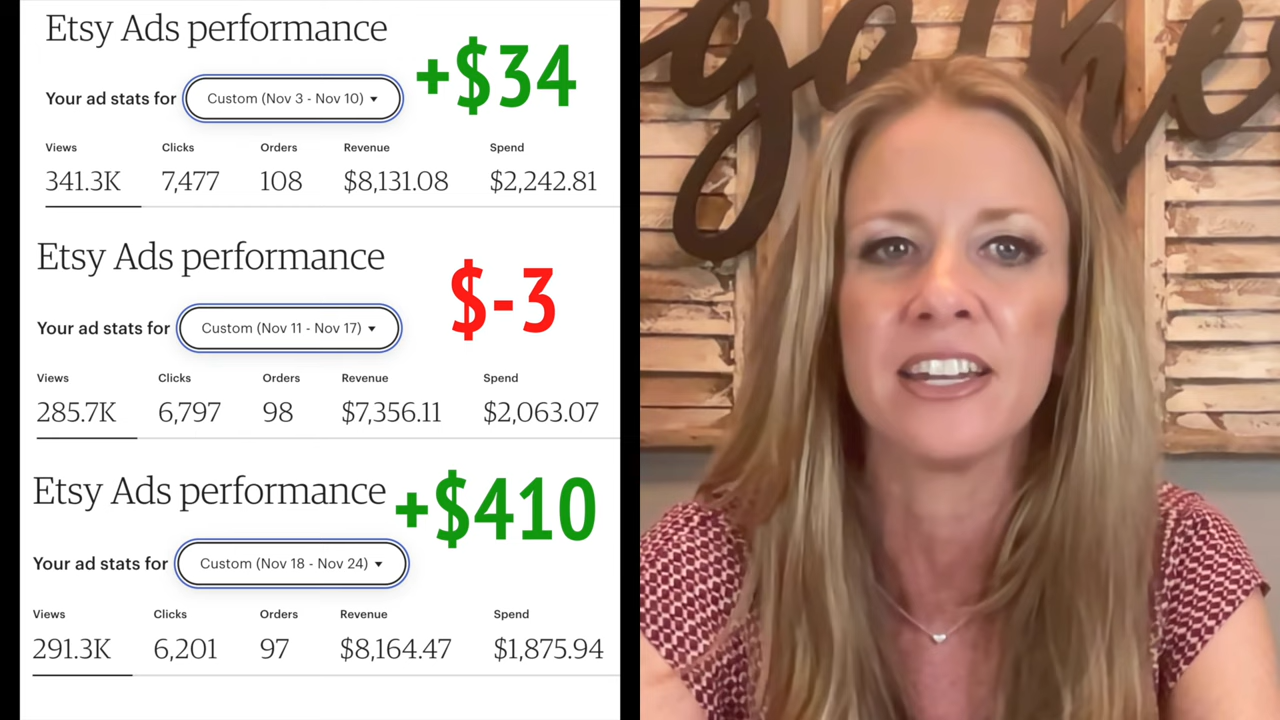 Etsy Ads performance
+$34
Your ad stats for Custom (Nov 3 - Nov 10)
Views Clicks Orders Revenue Spend
341.3K 7,477 108 $8,131.08 $2,242.81
Etsy Ads performance
$-3
Your ad stats for Custom (Nov 11 - Nov 17)
Views Clicks Orders Revenue Spend
285.7K 6,797 98 $7,356.11 $2,063.07
Etsy Ads performance
+$410
Your ad stats for Custom (Nov 18 - Nov 24)
Views Clicks Orders Revenue Spend
291.3K 6,201 97 $8,164.47 $1,875.94
gathe